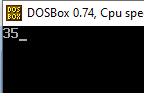 DOSBox 0.74, Cpu spe
35_